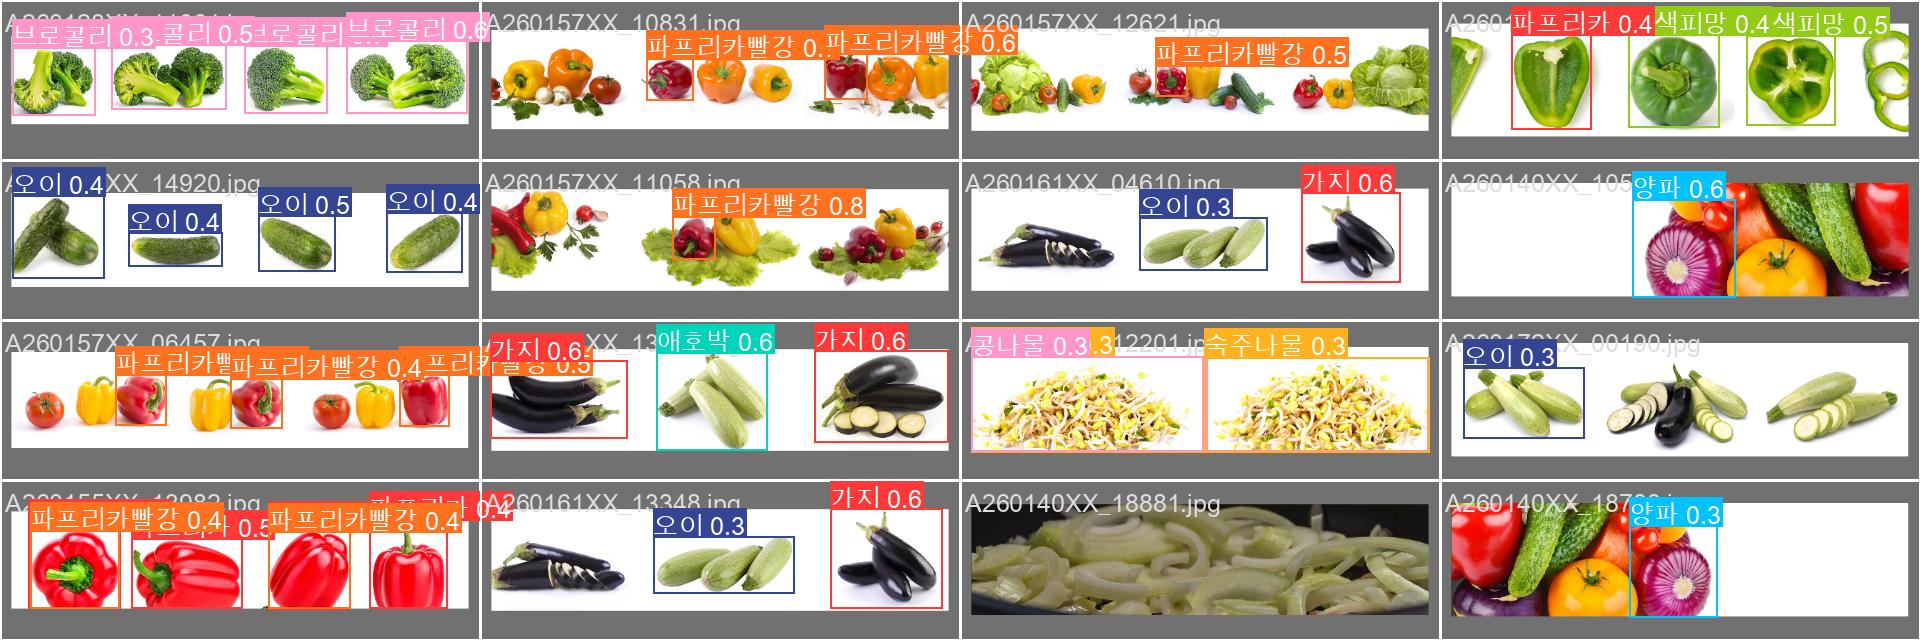 브로콜리 0.3
콜리 0.5
브로콜리
브로콜리 0.6
A260157XX_10831.jpg
파프리카빨강 0.
파프리카빨강 0.6
A260157XX_12621.jpg
파프리카빨강 0.5
파프리카 0.4
색피망 0.4
색피망 0.5
XX_14920.jpg
오이 0.4
오이 0.4
오이 0.5
오이 0.4
A260157XX_11058.jpg
파프리카빨강 0.8
A260161XX_04610.jpg
오이 0.3
가지 0.6
A260140XX_105
양파 0.6
A260157XX_06457.jpg
파프리카빨
파프리카빨강 0.4
프리카빨강 0.5
가지 0.6
애호박 0.6
가지 0.6
콩나물 0.3
.3
12201.jp
숙주나물 0.3
XX_00190.jpg
오이 0.3
파프리카빨강 0.4
0.5
파프리카빨강 0.4
0.4
A260161XX_13348.jpg
오이 0.3
가지 0.6
A260140XX_18881.jpg
A260140XX_187
양파 0.3